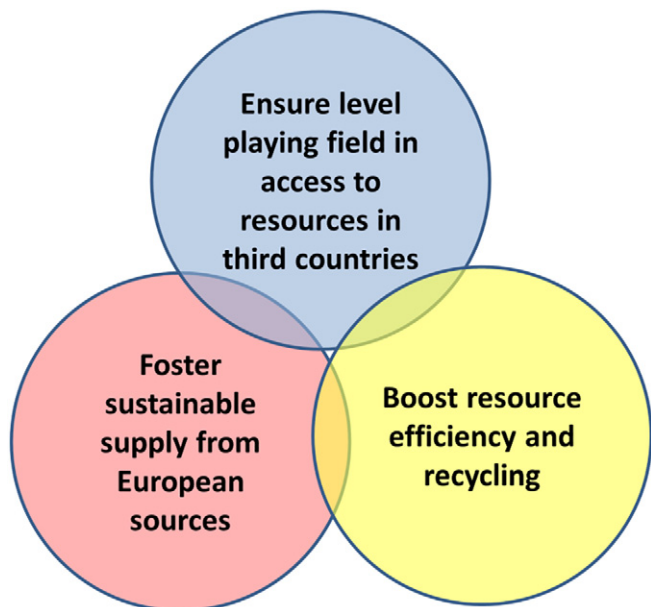 Ensure level
playing field in
access to
resources in
third countries
Foster
sustainable
supply from
European
sources
Boost resource
efficiency and
recycling